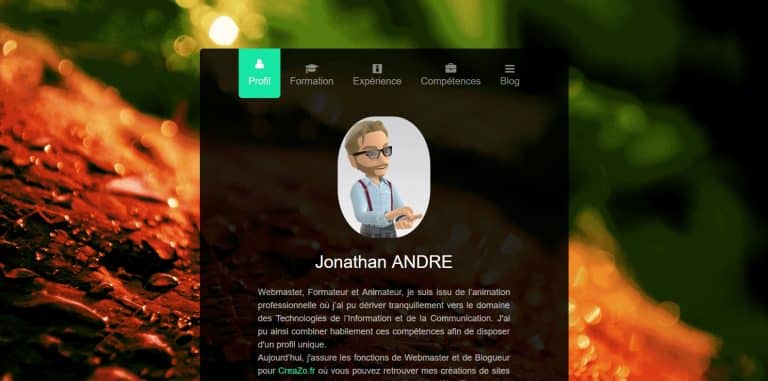 Profil
Formation
Expérience
Compétences
Blog
Jonathan ANDRE
Webmaster, Formateur et Animateur, je suis issu de l'animation
professionnelle où j'ai pu dériver tranquillement vers le domaine
des Technologies de l'Information et de la Communication. J'ai
pu ainsi combiner habilement ces compétences afin de disposer
d'un profil unique.
Aujourd'hui, j'assure les fonctions de Webmaster et de Blogueur
pour CreaZo.fr où vous pouvez retrouver mes créations de sites